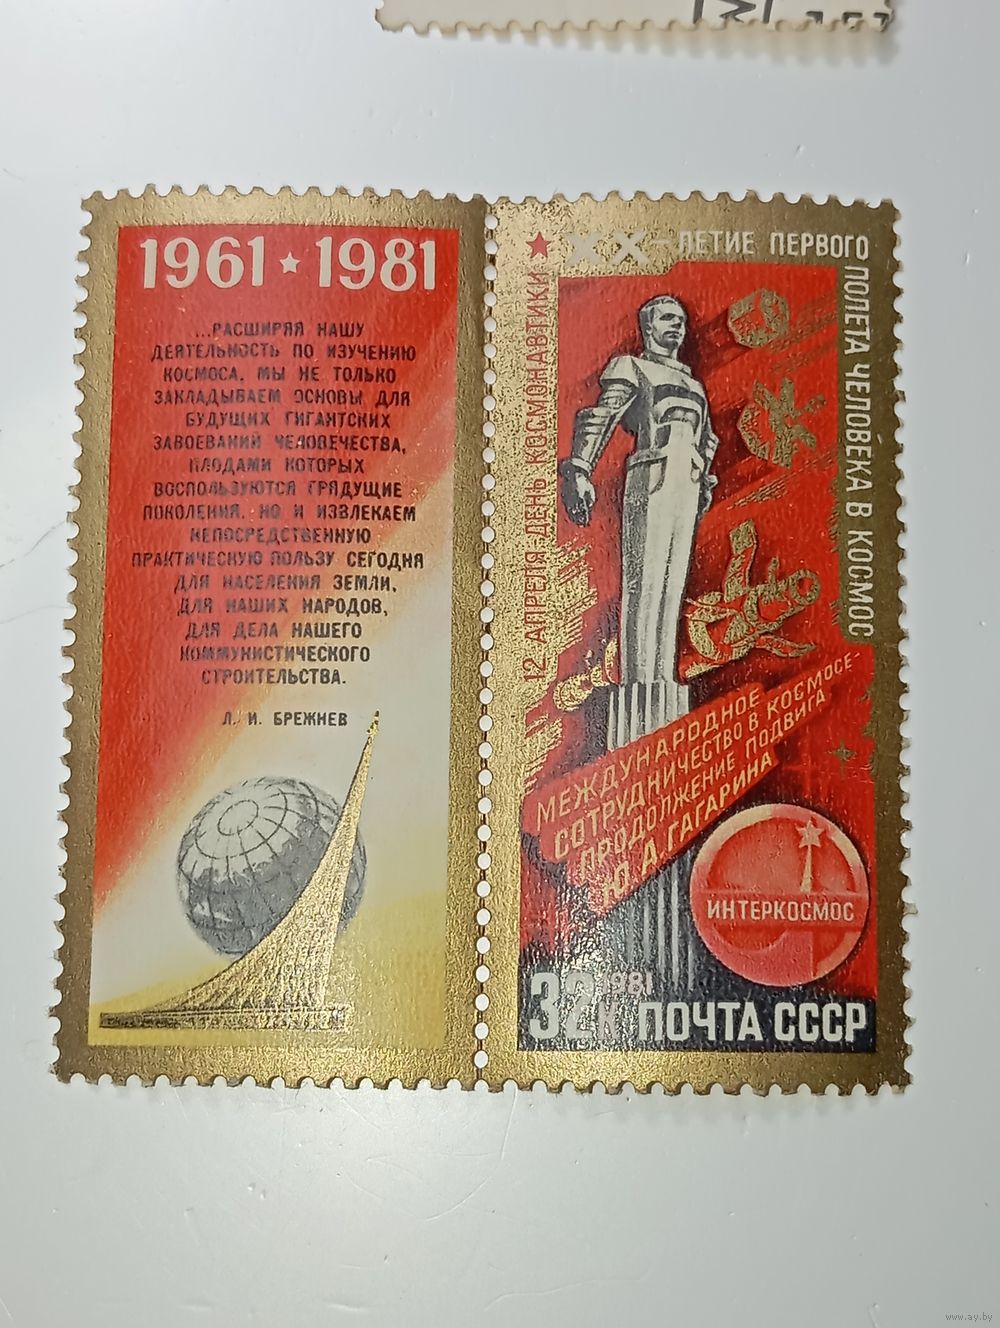 1961 ★ 1981
...РАСШИРЯЯ НАШУ
ДЕЯТЕЛЬНОСТЬ ПО ИЗУЧЕНИЮ
КОСМОСА, МЫ НЕ ТОЛЬКО
ЗАКЛАДЫВАЕМ ОСНОВЫ ДЛЯ
БУДУЩИХ ГИГАНТСКИХ
ЗАВОЕВАНИЙ ЧЕЛОВЕЧЕСТВА,
ПЛОДАМИ КОТОРЫХ
ВОСПОЛЬЗУЮТСЯ ГРЯДУЩИЕ
ПОКОЛЕНИЯ, НО И ИЗВЛЕКАЕМ
НЕПОСРЕДСТВЕННУЮ
ПРАКТИЧЕСКУЮ ПОЛЬЗУ СЕГОДНЯ
ДЛЯ НАСЕЛЕНИЯ ЗЕМЛИ,
ДЛЯ НАШИХ НАРОДОВ,
ДЛЯ ДЕЛА НАШЕГО
КОММУНИСТИЧЕСКОГО
СТРОИТЕЛЬСТВА.
Л. И. БРЕЖНЕВ
12 АПРЕЛЯ-ДЕНЬ КОСМОНАВТИКИ ★
XX-ЛЕТИЕ ПЕРВОГО
ПОЛЕТА ЧЕЛОВЕКА В КОСМОС
МЕЖДУНАРОДНОЕ
СОТРУДНИЧЕСТВО В КОСМОСЕ-
ПРОДОЛЖЕНИЕ ПОДВИГА
Ю. А. ГАГАРИНА
ИНТЕРКОСМОС
32К 1981 ПОЧТА СССР
www.ay.by